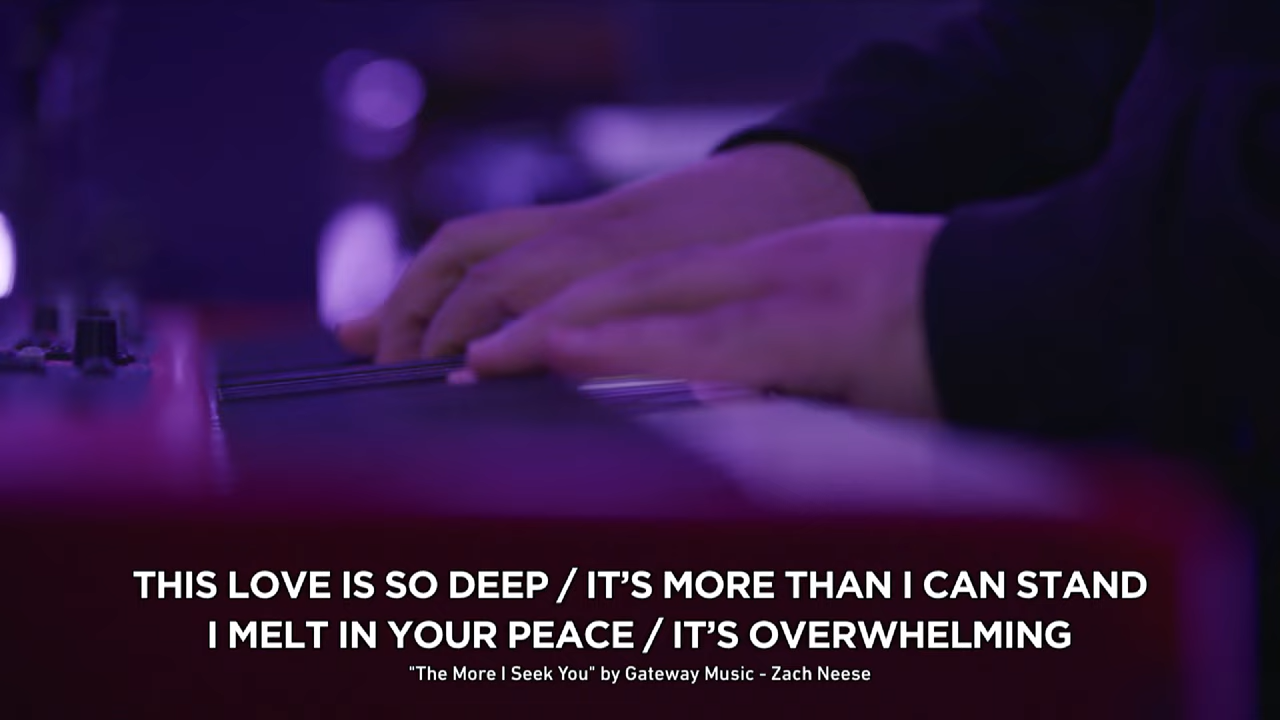 THIS LOVE IS SO DEEP / IT’S MORE THAN I CAN STAND
I MELT IN YOUR PEACE / IT’S OVERWHELMING
"The More I Seek You" by Gateway Music - Zach Neese